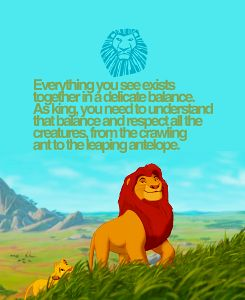 Everything you see exists
together in a delicate balance.
As king, you need to understand
that balance and respect all the
creatures, from the crawling
ant to the leaping antelope.